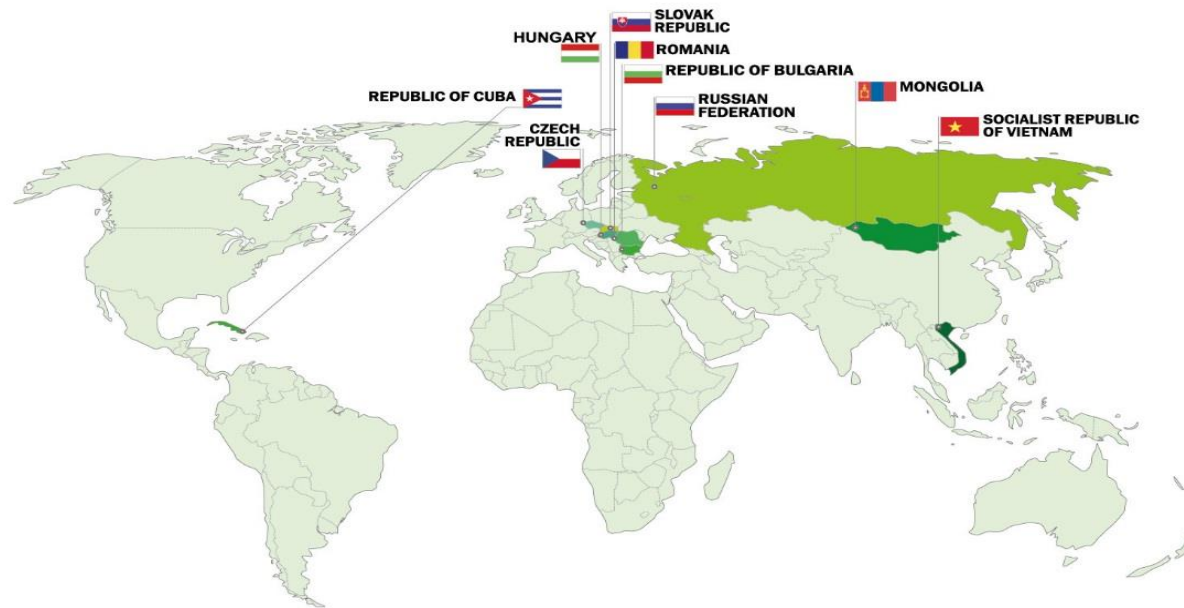 SLOVAK
REPUBLIC
HUNGARY
ROMANIA
REPUBLIC OF BULGARIA
MONGOLIA
REPUBLIC OF CUBA
RUSSIAN
FEDERATION
SOCIALIST REPUBLIC
OF VIETNAM
CZECH
REPUBLIC